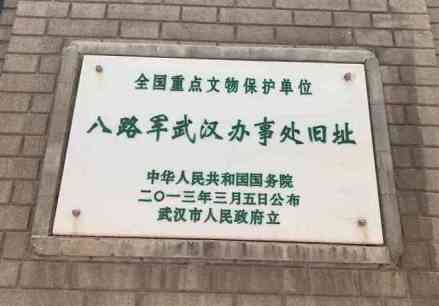 全国重点文物保护单位
八路军武汉办事处旧址
中华人民共和国国务院
二〇一三年三月五日公布
武汉市人民政府立